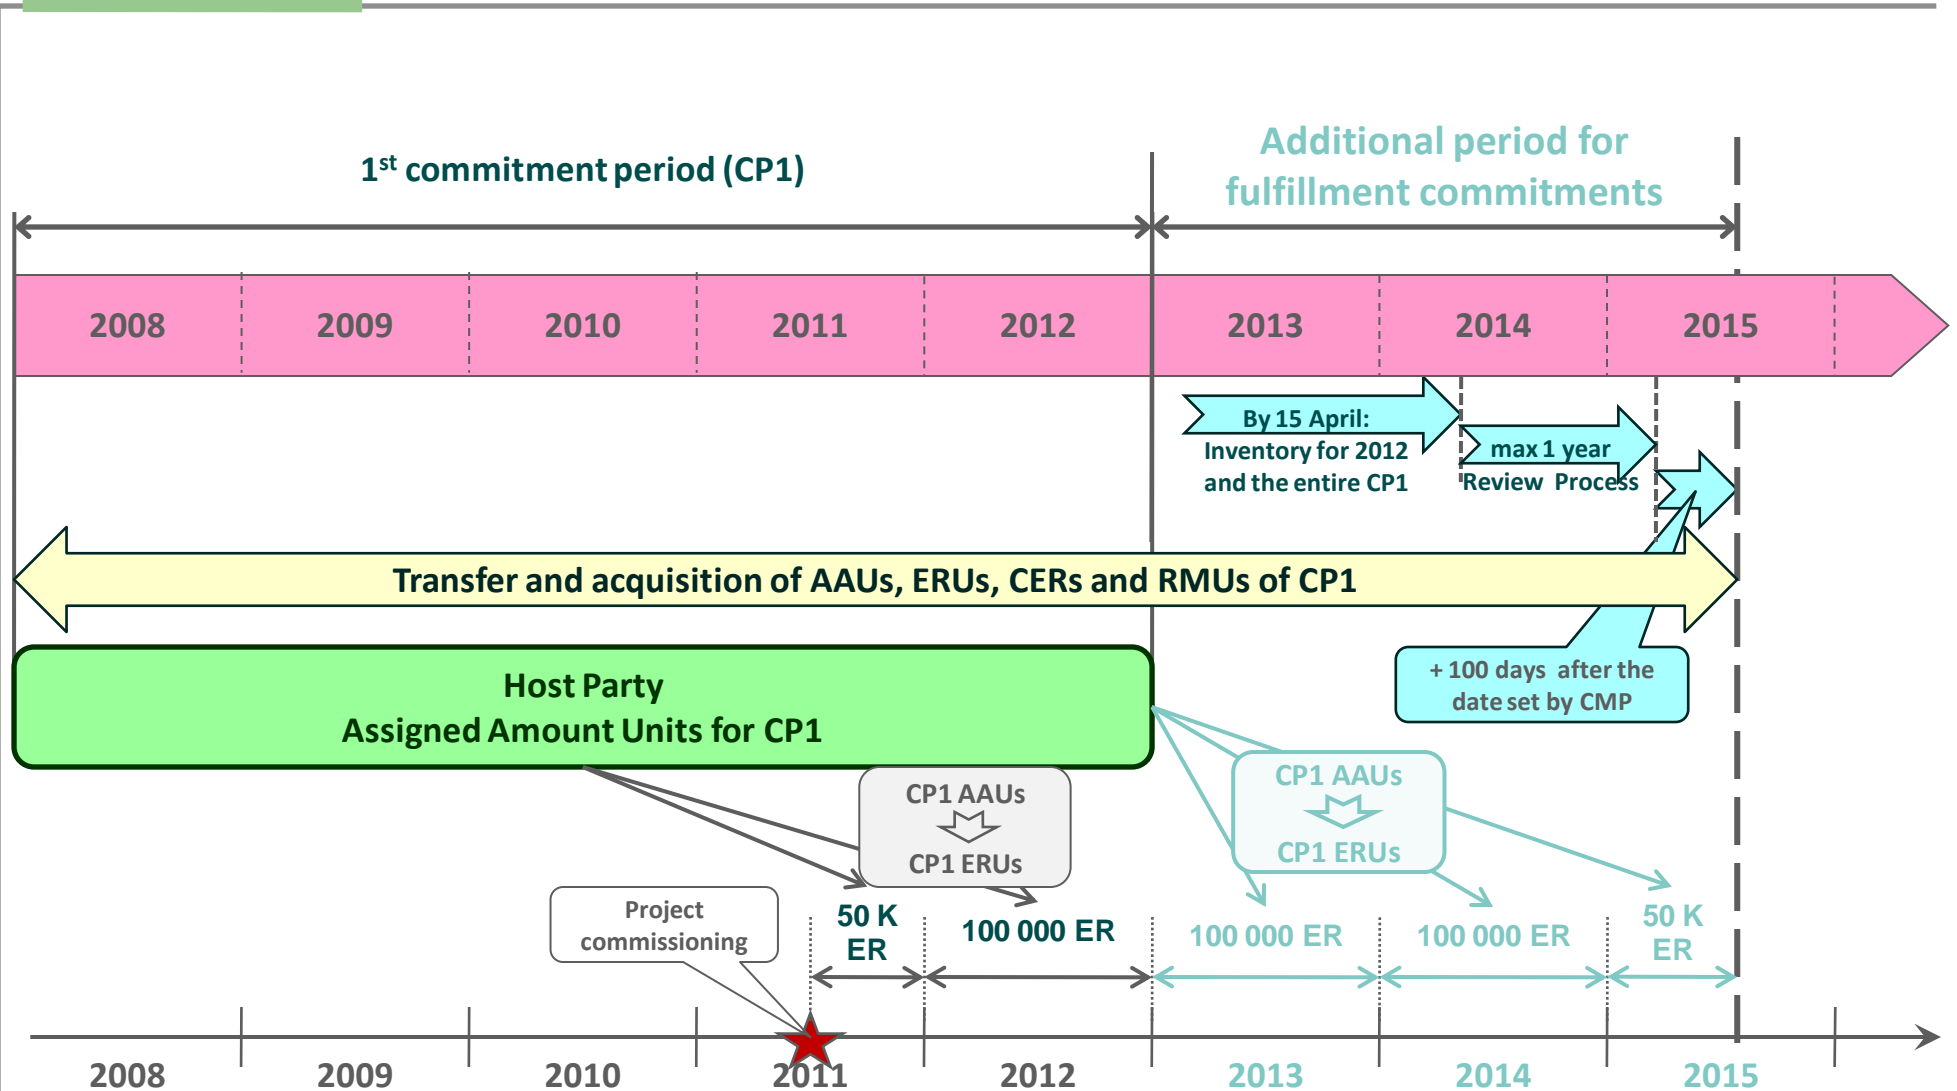 1st commitment period (CP1)
Additional period for
fulfillment commitments
2008
2009
2010
2011
2012
2013
2014
2015
By 15 April:
Inventory for 2012
and the entire CP1
max 1 year
Review Process
Transfer and acquisition of AAUs, ERUs, CERs and RMUs of CP1
+ 100 days after the
date set by CMP
Host Party
Assigned Amount Units for CP1
CP1 AAUs
CP1 ERUs
CP1 AAUs
CP1 ERUs
Project
commissioning
50 K
ER
100 000 ER
100 000 ER
100 000 ER
50 K
ER
2008
2009
2010
2011
2012
2013
2014
2015